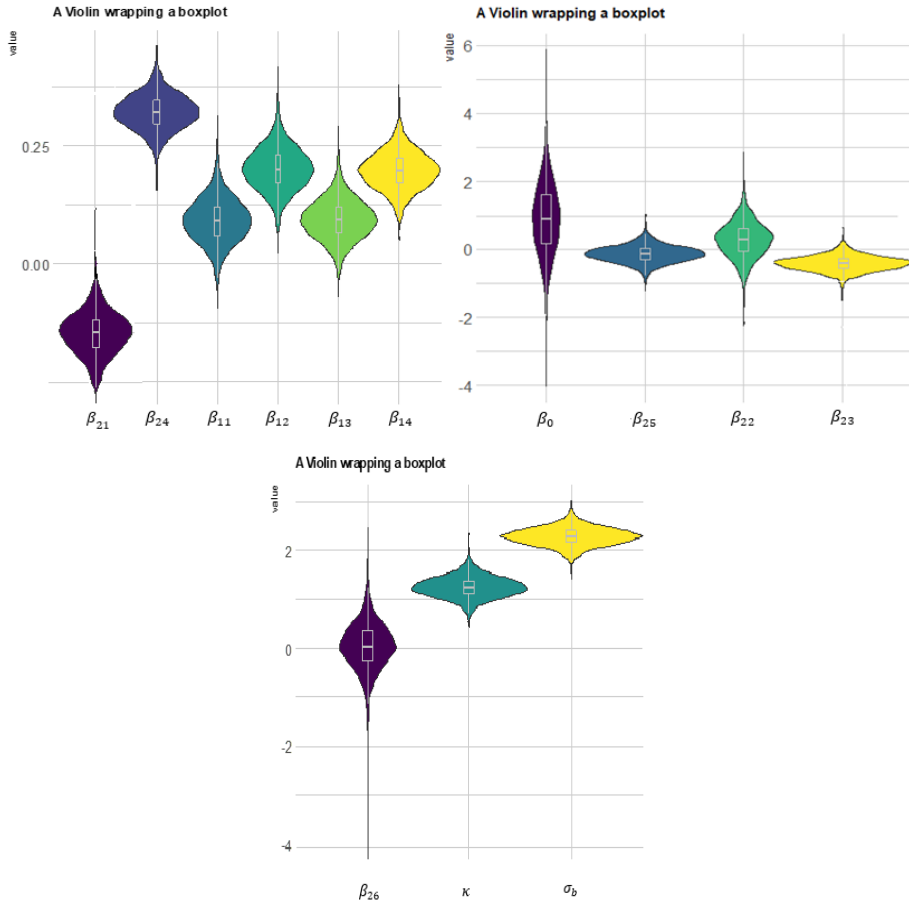 A Violin wrapping a boxplot
value
0.25
0.00
β₂₁ β₂₄ β₁₁ β₁₂ β₁₃ β₁₄
A Violin wrapping a boxplot
value
6
4
2
0
-2
-4
β₀ β₂₅ β₂₂ β₂₃
A Violin wrapping a boxplot
value
2
0
-2
-4
β₂₆ κ σ_b